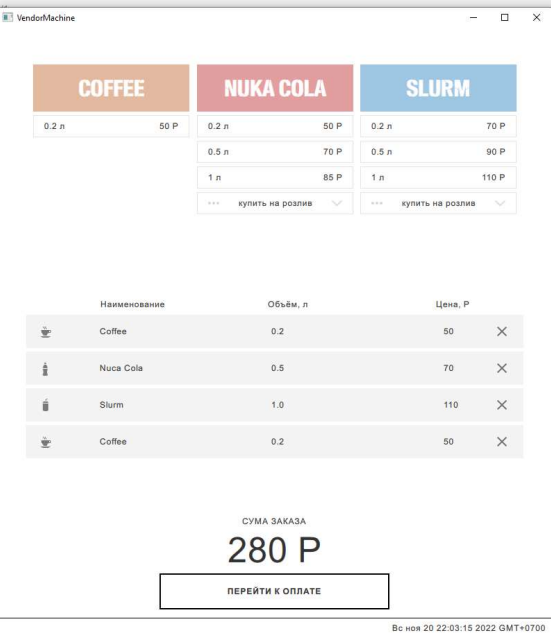 VendorMachine
COFFEE NUKA COLA SLURM
0.2 л 50 Р 0.2 л 50 Р 0.2 л 70 Р
0.5 л 70 Р 0.5 л 90 Р
1 л 85 Р 1 л 110 Р
••• купить на розлив ••• купить на розлив
Наименование Объём, л Цена, Р
Coffee 0.2 50
Nuca Cola 0.5 70
Slurm 1.0 110
Coffee 0.2 50
СУМА ЗАКАЗА
280 Р
ПЕРЕЙТИ К ОПЛАТЕ
Вс ноя 20 22:03:15 2022 GMT+0700